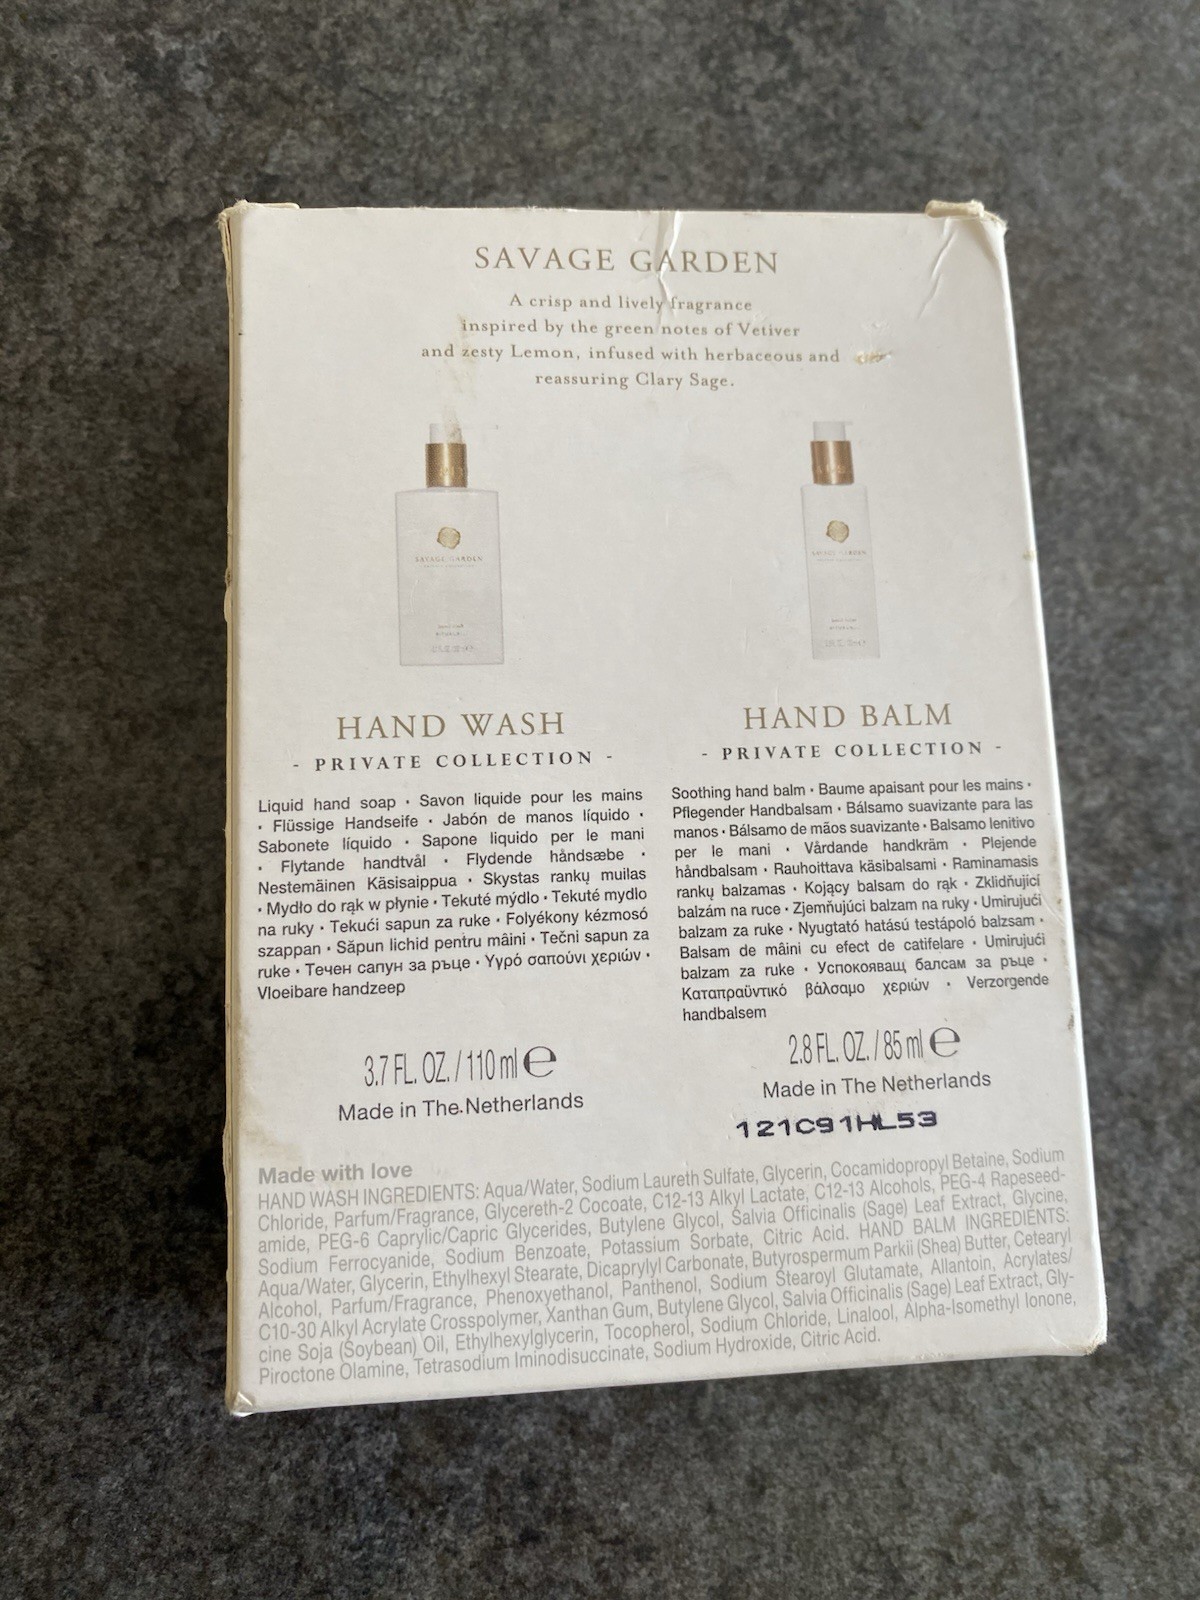 SAVAGE GARDEN
A crisp and lively fragrance
inspired by the green notes of Vetiver
and zesty Lemon, infused with herbaceous and
reassuring Clary Sage.
SAVAGE GARDEN
SAVAGE GARDEN
HAND WASH
- PRIVATE COLLECTION -
Liquid hand soap · Savon liquide pour les mains
· Flüssige Handseife · Jabón de manos líquido ·
Sabonete líquido · Sapone liquido per le mani
· Flytande handtvål · Flydende håndsæbe ·
Nestemäinen Käsisaippua · Skystas rankų muilas
· Mydło do rąk w płynie · Tekuté mýdlo · Tekuté mydlo
na ruky · Tekući sapun za ruke · Folyékony kézmosó
szappan · Săpun lichid pentru mâini · Tečni sapun za
ruke · Течен сапун за ръце · Υγρό σαπούνι χεριών ·
Vloeibare handzeep
3.7 FL. OZ. / 110 ml ℮
Made in The Netherlands
HAND BALM
- PRIVATE COLLECTION -
Soothing hand balm · Baume apaisant pour les mains ·
Pflegender Handbalsam · Bálsamo suavizante para las
manos · Bálsamo de mãos suavizante · Balsamo lenitivo
per le mani · Vårdande handkräm · Plejende
håndbalsam · Rauhoittava käsibalsami · Raminamasis
rankų balzamas · Kojący balsam do rąk · Zklidňující
balzám na ruce · Zjemňujúci balzam na ruky · Umirujući
balzam za ruke · Nyugtató hatású testápoló balzsam ·
Balsam de mâini cu efect de catifelare · Umirujući
balzam za ruke · Успокояващ балсам за ръце ·
Καταπραϋντικό βάλσαμο χεριών · Verzorgende
handbalsem
2.8 FL. OZ. / 85 ml ℮
Made in The Netherlands
121C91HL53
Made with love
HAND WASH INGREDIENTS: Aqua/Water, Sodium Laureth Sulfate, Glycerin, Cocamidopropyl Betaine, Sodium
Chloride, Parfum/Fragrance, Glycereth-2 Cocoate, C12-13 Alkyl Lactate, C12-13 Alcohols, PEG-4 Rapeseed-
amide, PEG-6 Caprylic/Capric Glycerides, Butylene Glycol, Salvia Officinalis (Sage) Leaf Extract, Glycine,
Sodium Ferrocyanide, Sodium Benzoate, Potassium Sorbate, Citric Acid. HAND BALM INGREDIENTS:
Aqua/Water, Glycerin, Ethylhexyl Stearate, Dicaprylyl Carbonate, Butyrospermum Parkii (Shea) Butter, Cetearyl
Alcohol, Parfum/Fragrance, Phenoxyethanol, Panthenol, Sodium Stearoyl Glutamate, Allantoin, Acrylates/
C10-30 Alkyl Acrylate Crosspolymer, Xanthan Gum, Butylene Glycol, Salvia Officinalis (Sage) Leaf Extract, Gly-
cine Soja (Soybean) Oil, Ethylhexylglycerin, Tocopherol, Sodium Chloride, Linalool, Alpha-Isomethyl Ionone,
Piroctone Olamine, Tetrasodium Iminodisuccinate, Sodium Hydroxide, Citric Acid.